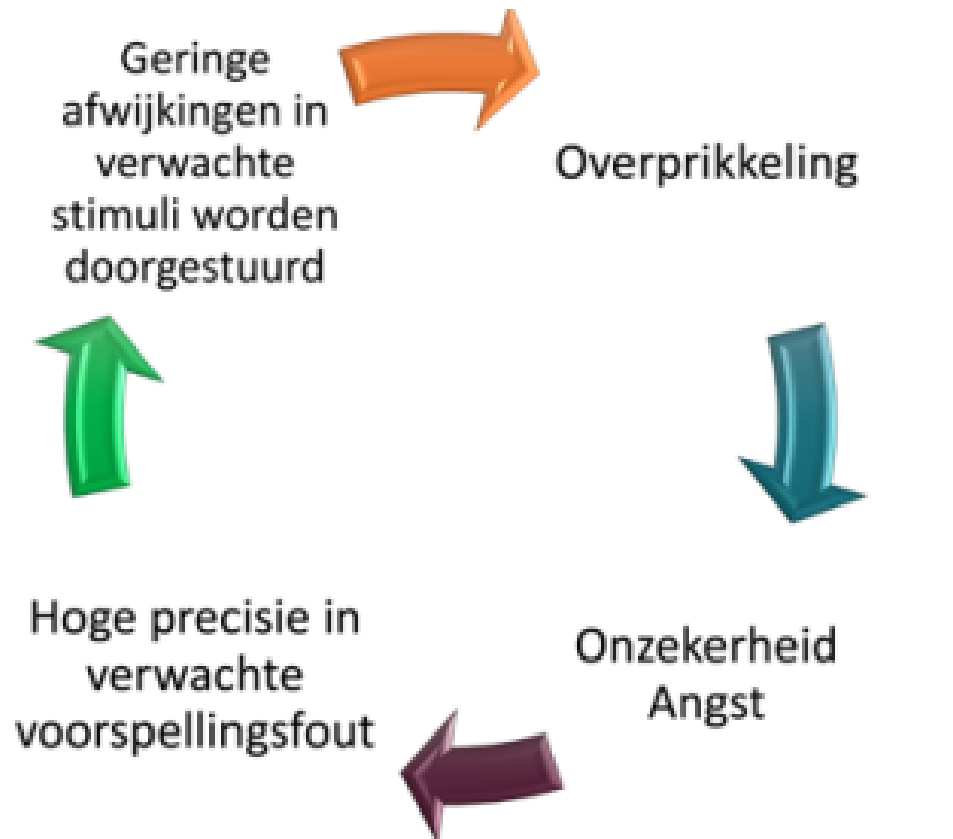 Geringe
afwijkingen in
verwachte
stimuli worden
doorgestuurd
Overprikkeling
Onzekerheid
Angst
Hoge precisie in
verwachte
voorspellingsfout